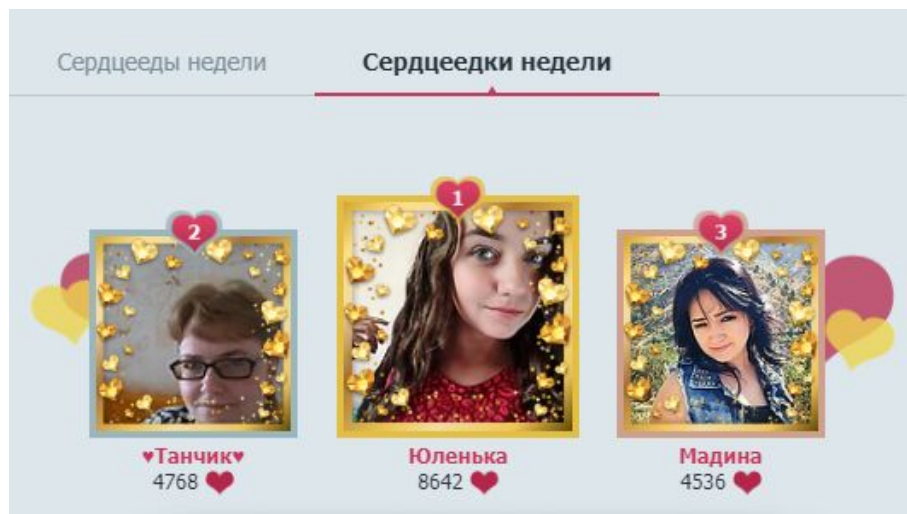 Сердцееды недели
Сердцеедки недели
2
1
3
♥Танчик♥
Юленька
Мадина
4768
8642
4536